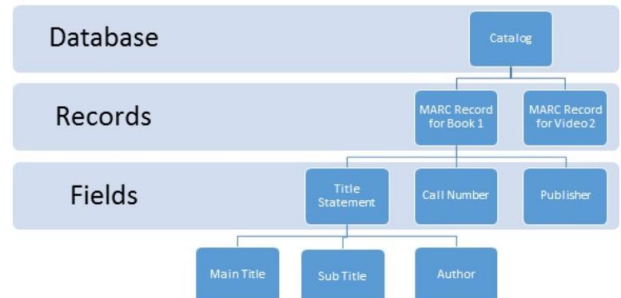 Database
Catalog
Records
MARC Record
for Book 1
MARC Record
for Video 2
Fields
Title
Statement
Call Number
Publisher
Main Title
Sub Title
Author